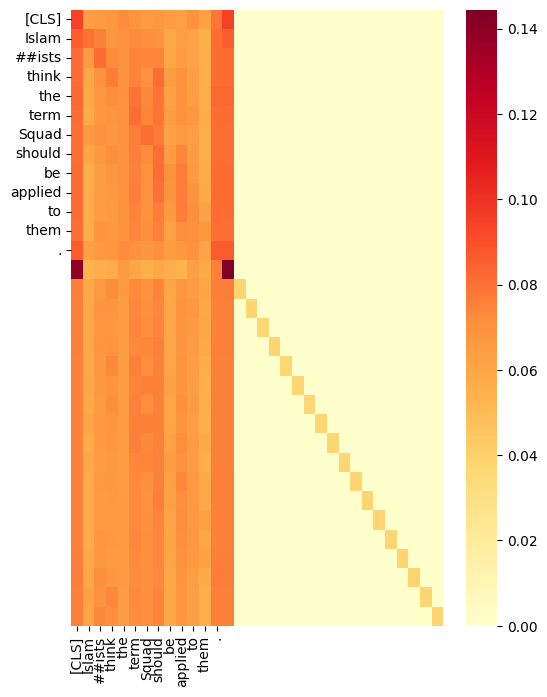 [CLS]
Islam
##ists
think
the
term
Squad
should
be
applied
to
them
.
0.14
0.12
0.10
0.08
0.06
0.04
0.02
0.00
[CLS]
Islam
##ists
think
the
term
Squad
should
be
applied
to
them
.